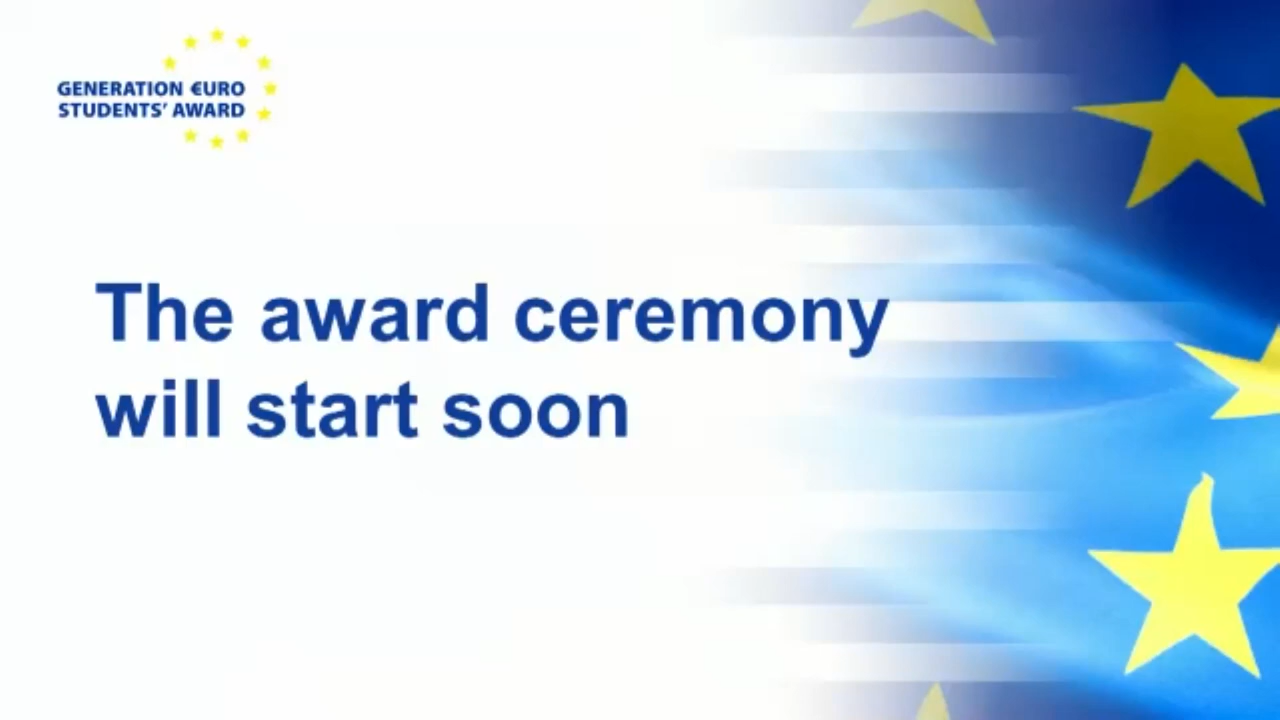 GENERATION €URO
STUDENTS' AWARD
The award ceremony
will start soon